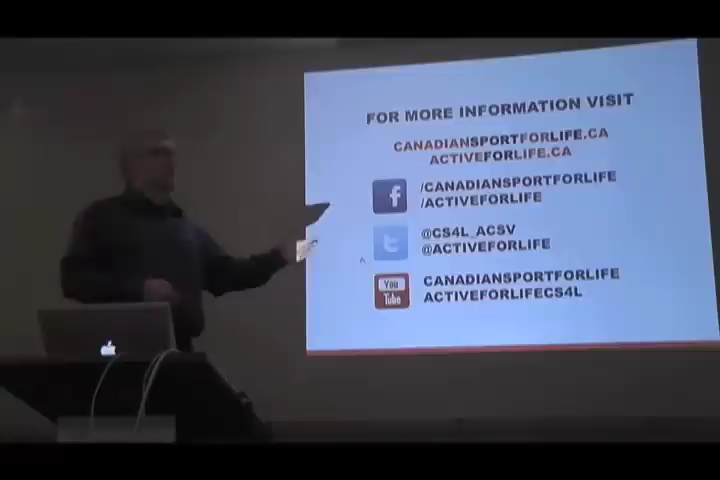 FOR MORE INFORMATION VISIT
CANADIANSPORTFORLIFE.CA
ACTIVEFORLIFE.CA
f
/CANADIANSPORTFORLIFE
/ACTIVEFORLIFE
t
@CS4L_ACSV
@ACTIVEFORLIFE
You
Tube
CANADIANSPORTFORLIFE
ACTIVEFORLIFECS4L